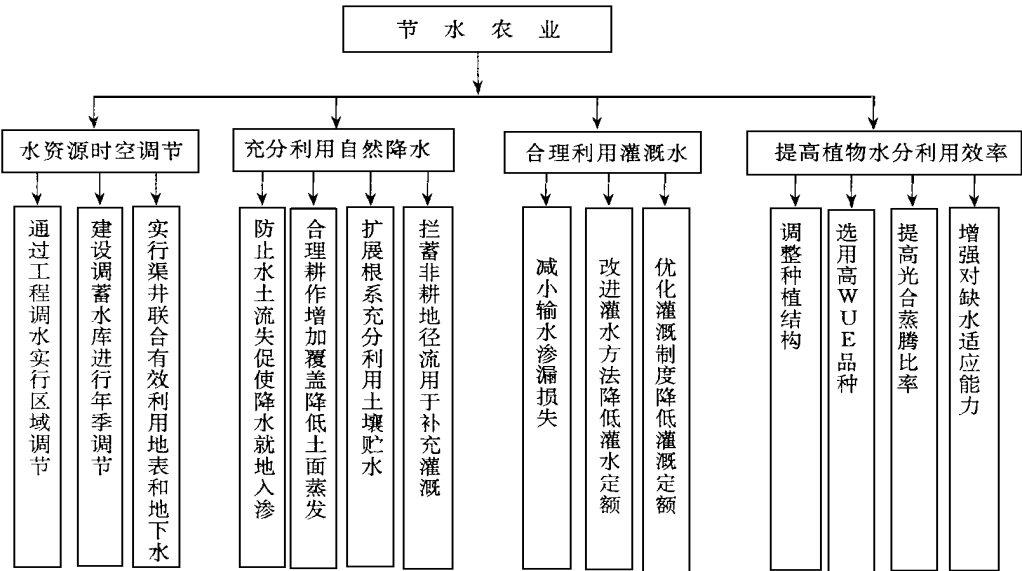 节水农业
水资源时空调节
充分利用自然降水
合理利用灌溉水
提高植物水分利用效率
通过工程调水实行区域调节
建设调蓄水库进行年季调节
实行渠井联合有效利用地表和地下水
防止水土流失促使降水就地入渗
合理耕作增加覆盖降低土面蒸发
扩展根系充分利用土壤贮水
拦蓄非耕地径流用于补充灌溉
减小输水渗漏损失
改进灌水方法降低灌水定额
优化灌溉制度降低灌溉定额
调整种植结构
选用高WUE品种
提高光合蒸腾比率
增强对缺水适应能力